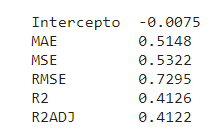 Intercepto -0.0075
MAE 0.5148
MSE 0.5322
RMSE 0.7295
R2 0.4126
R2ADJ 0.4122